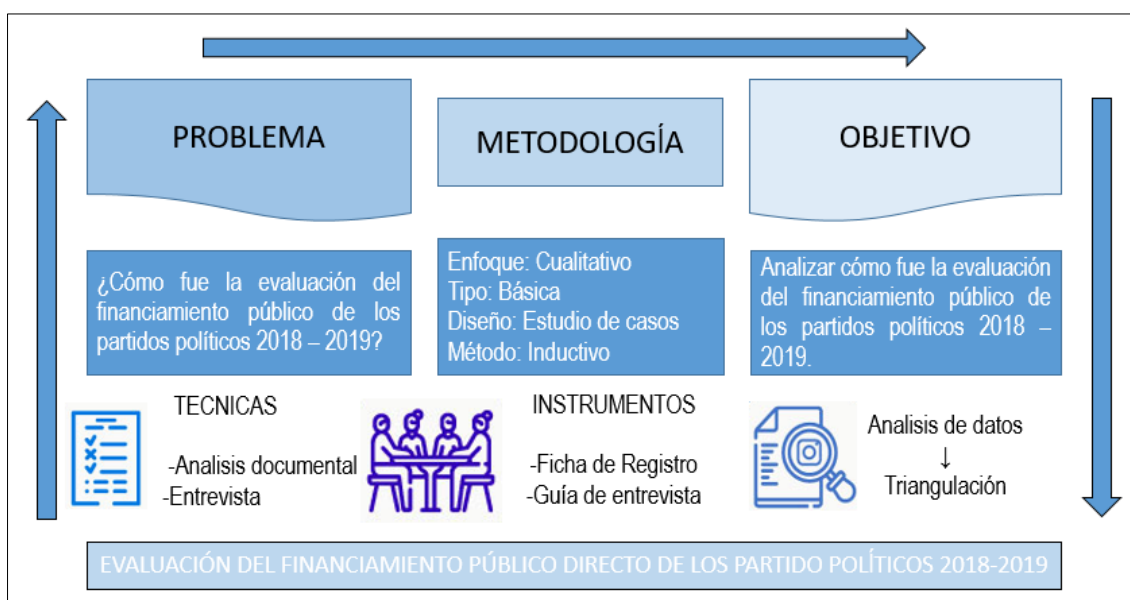 PROBLEMA
METODOLOGÍA
OBJETIVO
¿Cómo fue la evaluación del
financiamiento público de los
partidos políticos 2018 – 2019?
Enfoque: Cualitativo
Tipo: Básica
Diseño: Estudio de casos
Método: Inductivo
Analizar cómo fue la evaluación
del financiamiento público de
los partidos políticos 2018 –
2019.
TECNICAS
-Analisis documental
-Entrevista
INSTRUMENTOS
-Ficha de Registro
-Guía de entrevista
Analisis de datos
↓
Triangulación
EVALUACIÓN DEL FINANCIAMIENTO PÚBLICO DIRECTO DE LOS PARTIDO POLÍTICOS 2018-2019